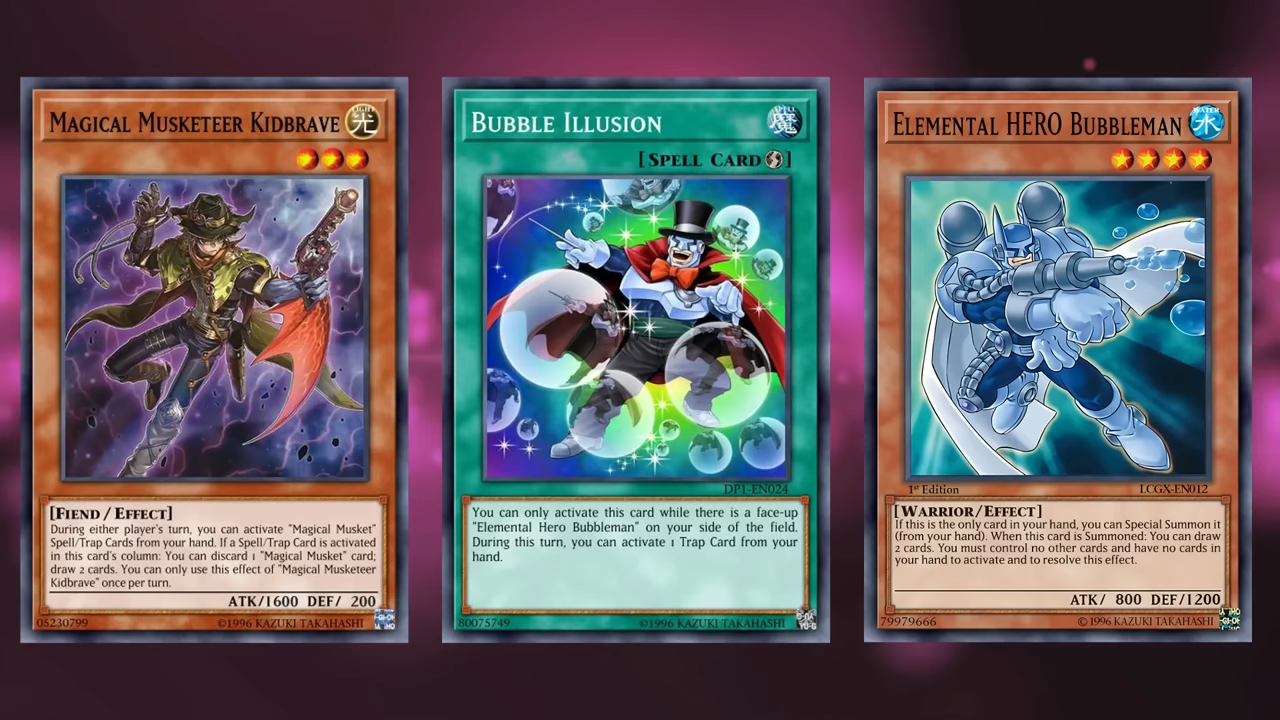 Magical Musketeer Kidbrave
LIGHT
光
[Fiend / Effect]
During either player's turn, you can activate "Magical Musket"
Spell/Trap Cards from your hand. If a Spell/Trap Card is activated
in this card's column: You can discard 1 "Magical Musket" card;
draw 2 cards. You can only use this effect of "Magical Musketeer
Kidbrave" once per turn.
ATK/1600 DEF/ 200
05230799
©1996 KAZUKI TAKAHASHI
Bubble Illusion
魔
[Spell Card]
DP1-EN024
You can only activate this card while there is a face-up
"Elemental Hero Bubbleman" on your side of the field.
During this turn, you can activate 1 Trap Card from your
hand.
80075749
©1996 KAZUKI TAKAHASHI
Elemental HERO Bubbleman
WATER
水
1st Edition
LCGX-EN012
[Warrior/Effect]
If this is the only card in your hand, you can Special Summon it
(from your hand). When this card is Summoned: You can draw
2 cards. You must control no other cards and have no cards in
your hand to activate and to resolve this effect.
ATK/ 800 DEF/1200
79979666
© 1996 KAZUKI TAKAHASHI